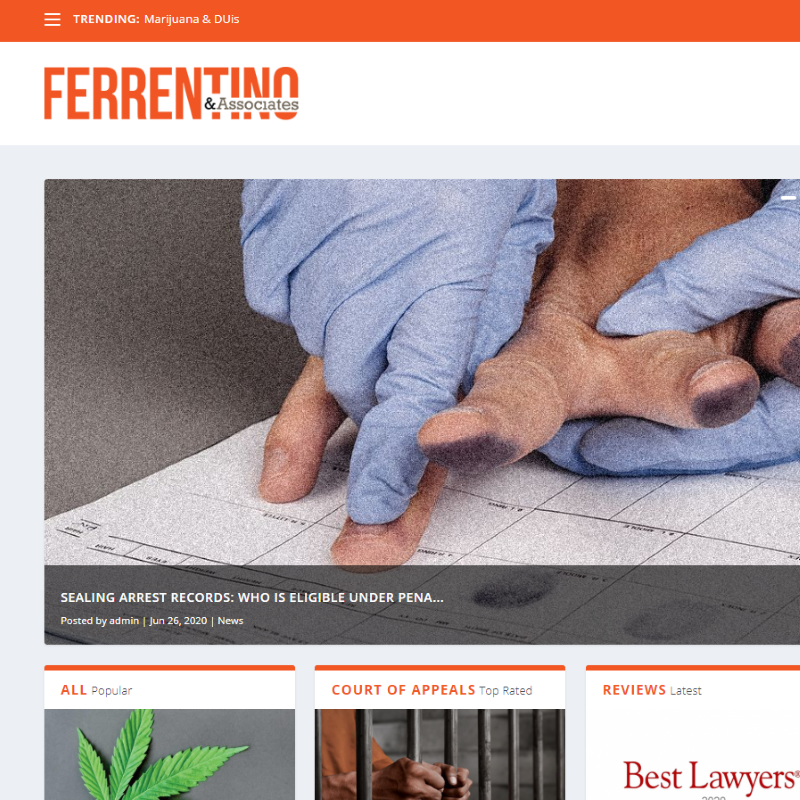 TRENDING: Marijuana & DUIs
FERRENTINO
&Associates
SEALING ARREST RECORDS: WHO IS ELIGIBLE UNDER PENA...
Posted by admin | Jun 26, 2020 | News
ALL Popular
COURT OF APPEALS Top Rated
REVIEWS Latest
Best Lawyers®
2020